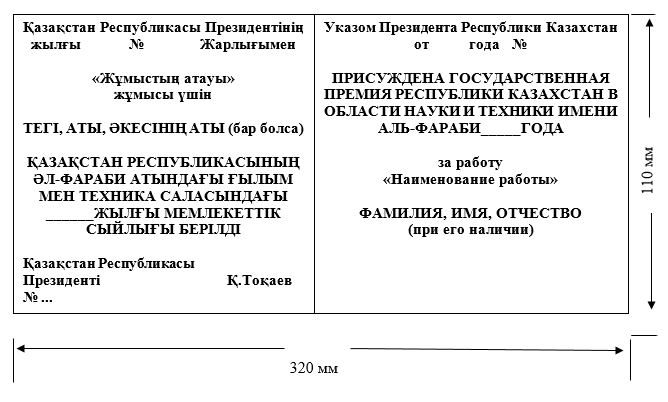 Қазақстан Республикасы Президентінің
жылғы № Жарлығымен
«Жұмыстың атауы»
жұмысы үшін
ТЕГІ, АТЫ, ӘКЕСІНІҢ АТЫ (бар болса)
ҚАЗАҚСТАН РЕСПУБЛИКАСЫНЫҢ
ӘЛ-ФАРАБИ АТЫНДАҒЫ ҒЫЛЫМ
МЕН ТЕХНИКА САЛАСЫНДАҒЫ
______ЖЫЛҒЫ МЕМЛЕКЕТТІК
СЫЙЛЫҒЫ БЕРІЛДІ
Қазақстан Республикасы
Президенті Қ.Тоқаев
№ ...
Указом Президента Республики Казахстан
от года №
ПРИСУЖДЕНА ГОСУДАРСТВЕННАЯ
ПРЕМИЯ РЕСПУБЛИКИ КАЗАХСТАН В
ОБЛАСТИ НАУКИ И ТЕХНИКИ ИМЕНИ
АЛЬ-ФАРАБИ_____ГОДА
за работу
«Наименование работы»
ФАМИЛИЯ, ИМЯ, ОТЧЕСТВО
(при его наличии)
110 мм
320 мм